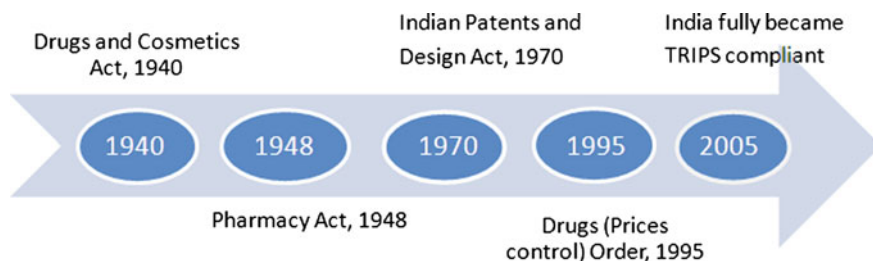 Drugs and Cosmetics
Act, 1940
Indian Patents and
Design Act, 1970
India fully became
TRIPS compliant
1940
1948
1970
1995
2005
Pharmacy Act, 1948
Drugs (Prices
control) Order, 1995